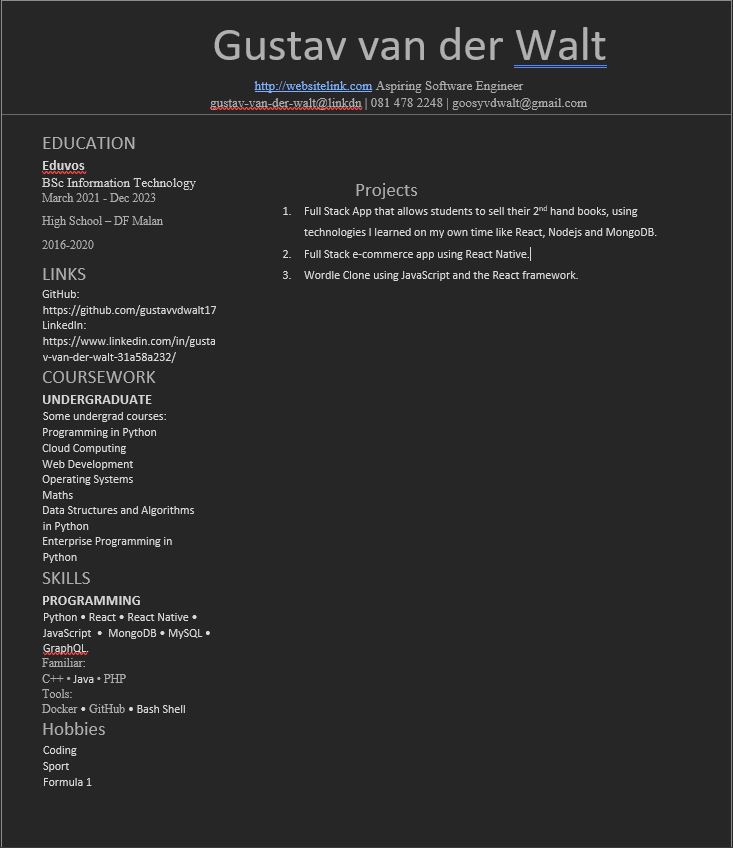 Gustav van der Walt
http://websitelink.com Aspiring Software Engineer
gustav-van-der-walt@linkdn | 081 478 2248 | goosyvdwalt@gmail.com
EDUCATION
Eduvos
BSc Information Technology
March 2021 - Dec 2023
High School – DF Malan
2016-2020
LINKS
GitHub:
https://github.com/gustavvdwalt17
LinkedIn:
https://www.linkedin.com/in/gusta
v-van-der-walt-31a58a232/
COURSEWORK
UNDERGRADUATE
Some undergrad courses:
Programming in Python
Cloud Computing
Web Development
Operating Systems
Maths
Data Structures and Algorithms
in Python
Enterprise Programming in
Python
SKILLS
PROGRAMMING
Python • React • React Native •
JavaScript • MongoDB • MySQL •
GraphQL.
Familiar:
C++ • Java • PHP
Tools:
Docker • GitHub • Bash Shell
Hobbies
Coding
Sport
Formula 1
Projects
1. Full Stack App that allows students to sell their 2nd hand books, using
technologies I learned on my own time like React, Nodejs and MongoDB.
2. Full Stack e-commerce app using React Native.
3. Wordle Clone using JavaScript and the React framework.